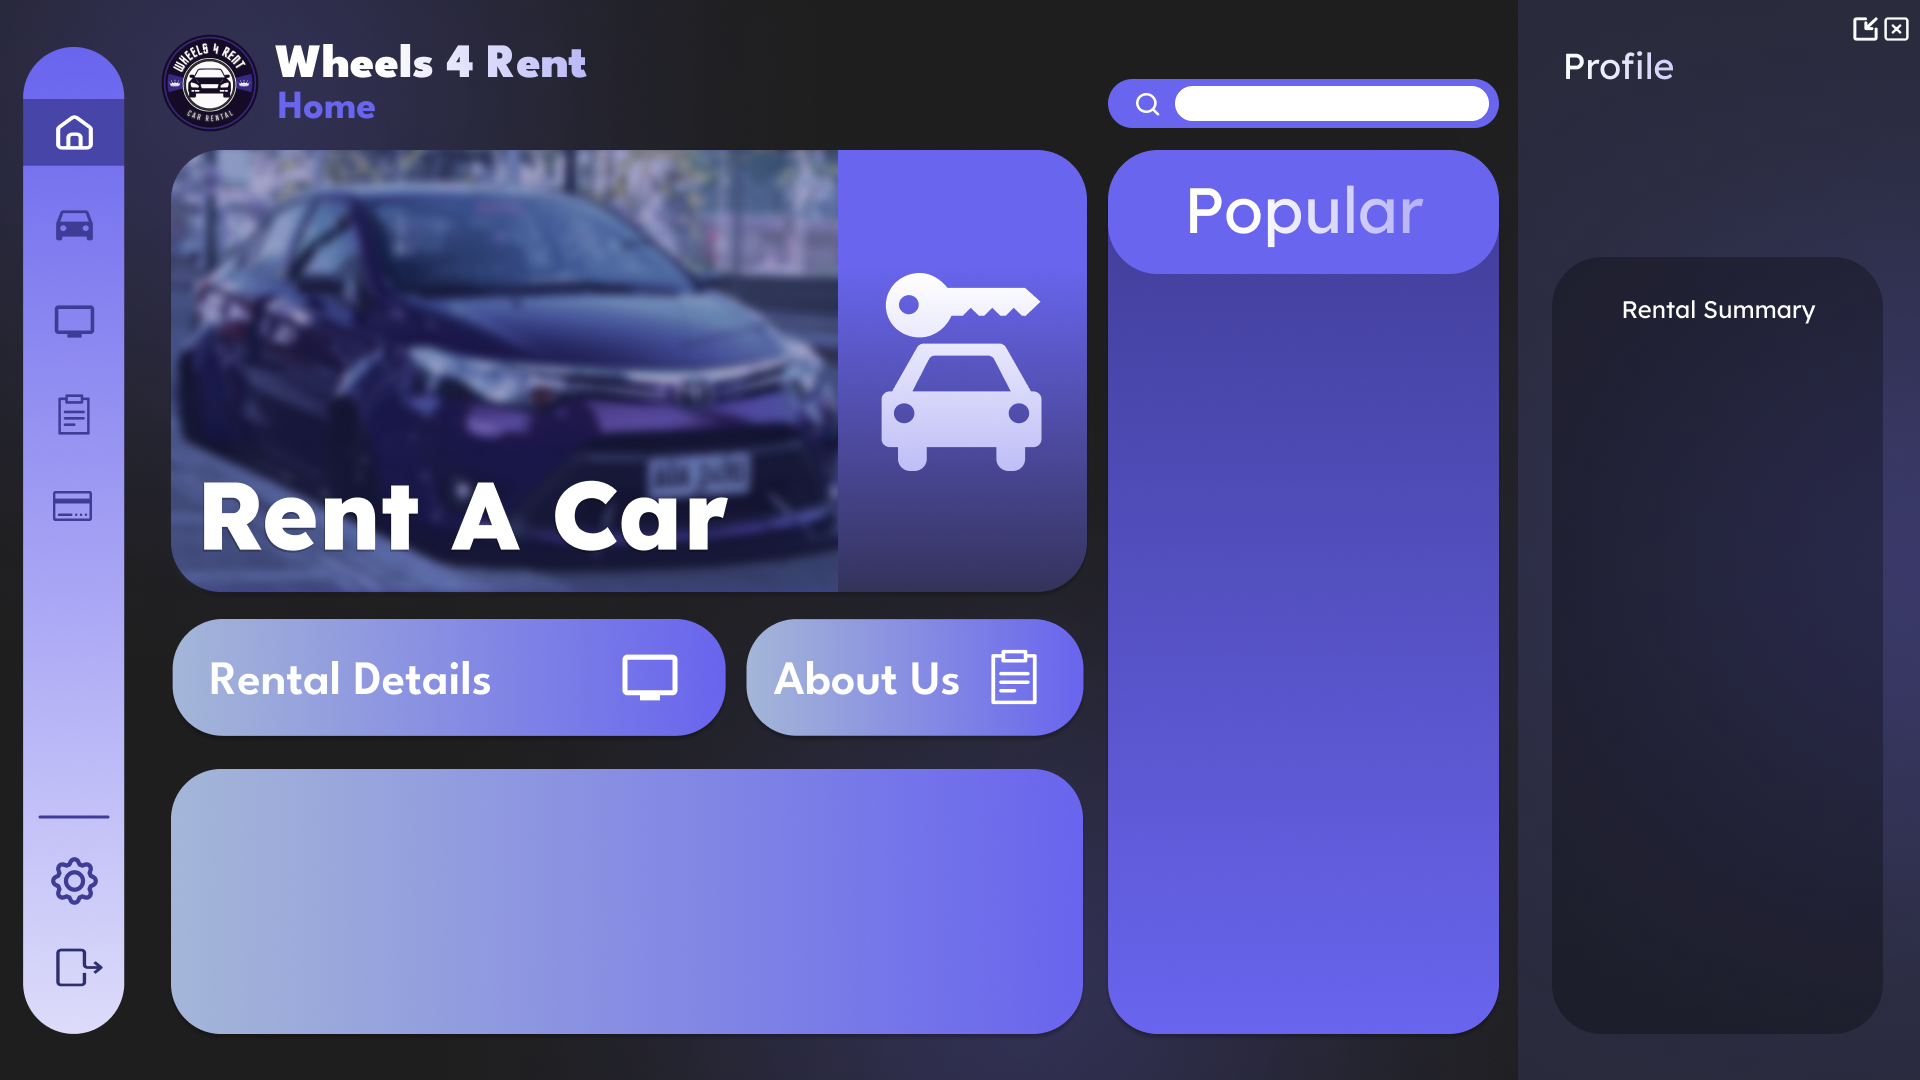 WHEELS 4 RENT
CAR RENTAL
Wheels 4 Rent
Home
Profile
Popular
Rental Summary
Rent A Car
Rental Details
About Us